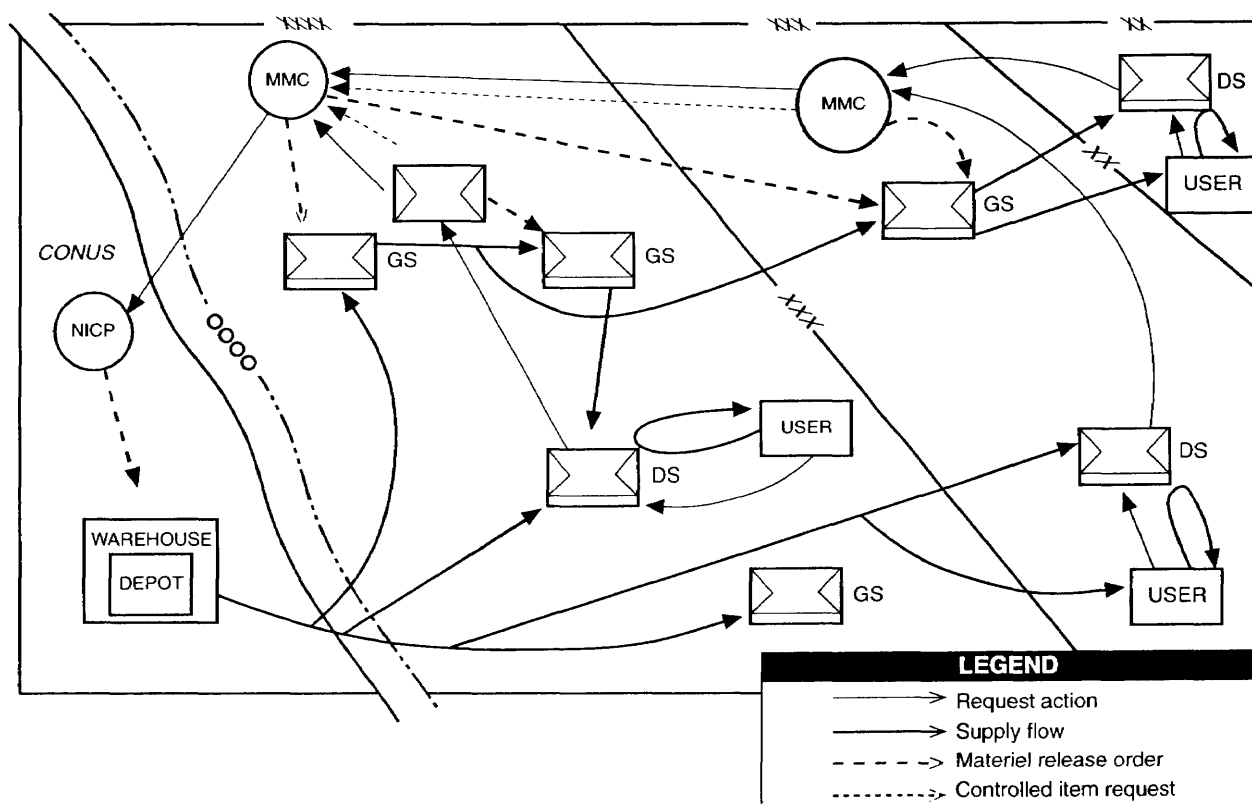 XXXX
XXX
XX
MMC
MMC
DS
XX
USER
GS
CONUS
GS
GS
NICP
OOOO
XXX
USER
DS
DS
WAREHOUSE
DEPOT
GS
USER
LEGEND
Request action
Supply flow
Materiel release order
Controlled item request